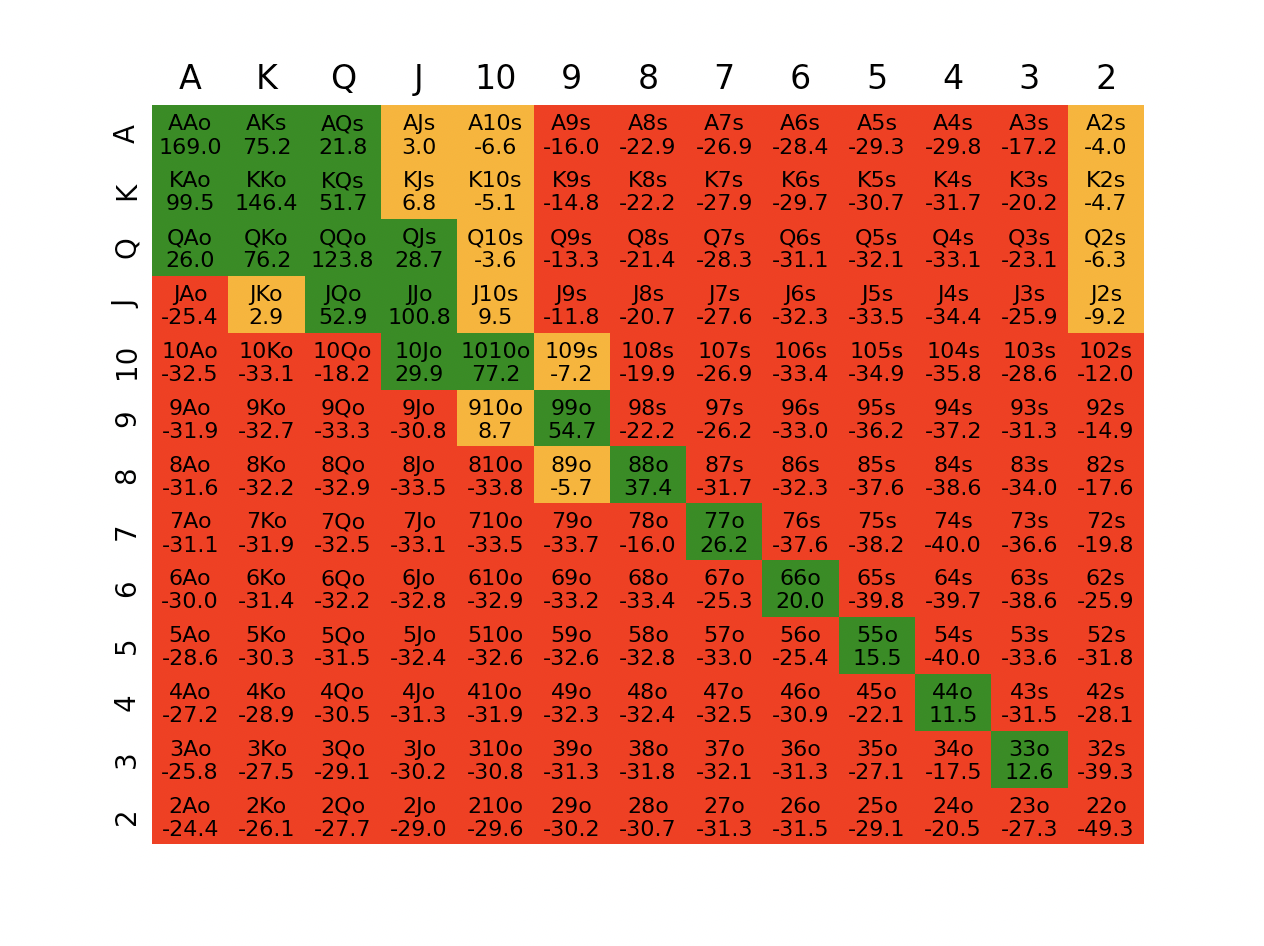 A K Q J 10 9 8 7 6 5 4 3 2
A AAo AKs AQs AJs A10s A9s A8s A7s A6s A5s A4s A3s A2s
169.0 75.2 21.8 3.0 -6.6 -16.0 -22.9 -26.9 -28.4 -29.3 -29.8 -17.2 -4.0
K KAo KKo KQs KJs K10s K9s K8s K7s K6s K5s K4s K3s K2s
99.5 146.4 51.7 6.8 -5.1 -14.8 -22.2 -27.9 -29.7 -30.7 -31.7 -20.2 -4.7
Q QAo QKo QQo QJs Q10s Q9s Q8s Q7s Q6s Q5s Q4s Q3s Q2s
26.0 76.2 123.8 28.7 -3.6 -13.3 -21.4 -28.3 -31.1 -32.1 -33.1 -23.1 -6.3
J JAo JKo JQo JJo J10s J9s J8s J7s J6s J5s J4s J3s J2s
-25.4 2.9 52.9 100.8 9.5 -11.8 -20.7 -27.6 -32.3 -33.5 -34.4 -25.9 -9.2
10 10Ao 10Ko 10Qo 10Jo 1010o 109s 108s 107s 106s 105s 104s 103s 102s
-32.5 -33.1 -18.2 29.9 77.2 -7.2 -19.9 -26.9 -33.4 -34.9 -35.8 -28.6 -12.0
9 9Ao 9Ko 9Qo 9Jo 910o 99o 98s 97s 96s 95s 94s 93s 92s
-31.9 -32.7 -33.3 -30.8 8.7 54.7 -22.2 -26.2 -33.0 -36.2 -37.2 -31.3 -14.9
8 8Ao 8Ko 8Qo 8Jo 810o 89o 88o 87s 86s 85s 84s 83s 82s
-31.6 -32.2 -32.9 -33.5 -33.8 -5.7 37.4 -31.7 -32.3 -37.6 -38.6 -34.0 -17.6
7 7Ao 7Ko 7Qo 7Jo 710o 79o 78o 77o 76s 75s 74s 73s 72s
-31.1 -31.9 -32.5 -33.1 -33.5 -33.7 -16.0 26.2 -37.6 -38.2 -40.0 -36.6 -19.8
6 6Ao 6Ko 6Qo 6Jo 610o 69o 68o 67o 66o 65s 64s 63s 62s
-30.0 -31.4 -32.2 -32.8 -32.9 -33.2 -33.4 -25.3 20.0 -39.8 -39.7 -38.6 -25.9
5 5Ao 5Ko 5Qo 5Jo 510o 59o 58o 57o 56o 55o 54s 53s 52s
-28.6 -30.3 -31.5 -32.4 -32.6 -32.6 -32.8 -33.0 -25.4 15.5 -40.0 -33.6 -31.8
4 4Ao 4Ko 4Qo 4Jo 410o 49o 48o 47o 46o 45o 44o 43s 42s
-27.2 -28.9 -30.5 -31.3 -31.9 -32.3 -32.4 -32.5 -30.9 -22.1 11.5 -31.5 -28.1
3 3Ao 3Ko 3Qo 3Jo 310o 39o 38o 37o 36o 35o 34o 33o 32s
-25.8 -27.5 -29.1 -30.2 -30.8 -31.3 -31.8 -32.1 -31.3 -27.1 -17.5 12.6 -39.3
2 2Ao 2Ko 2Qo 2Jo 210o 29o 28o 27o 26o 25o 24o 23o 22o
-24.4 -26.1 -27.7 -29.0 -29.6 -30.2 -30.7 -31.3 -31.5 -29.1 -20.5 -27.3 -49.3